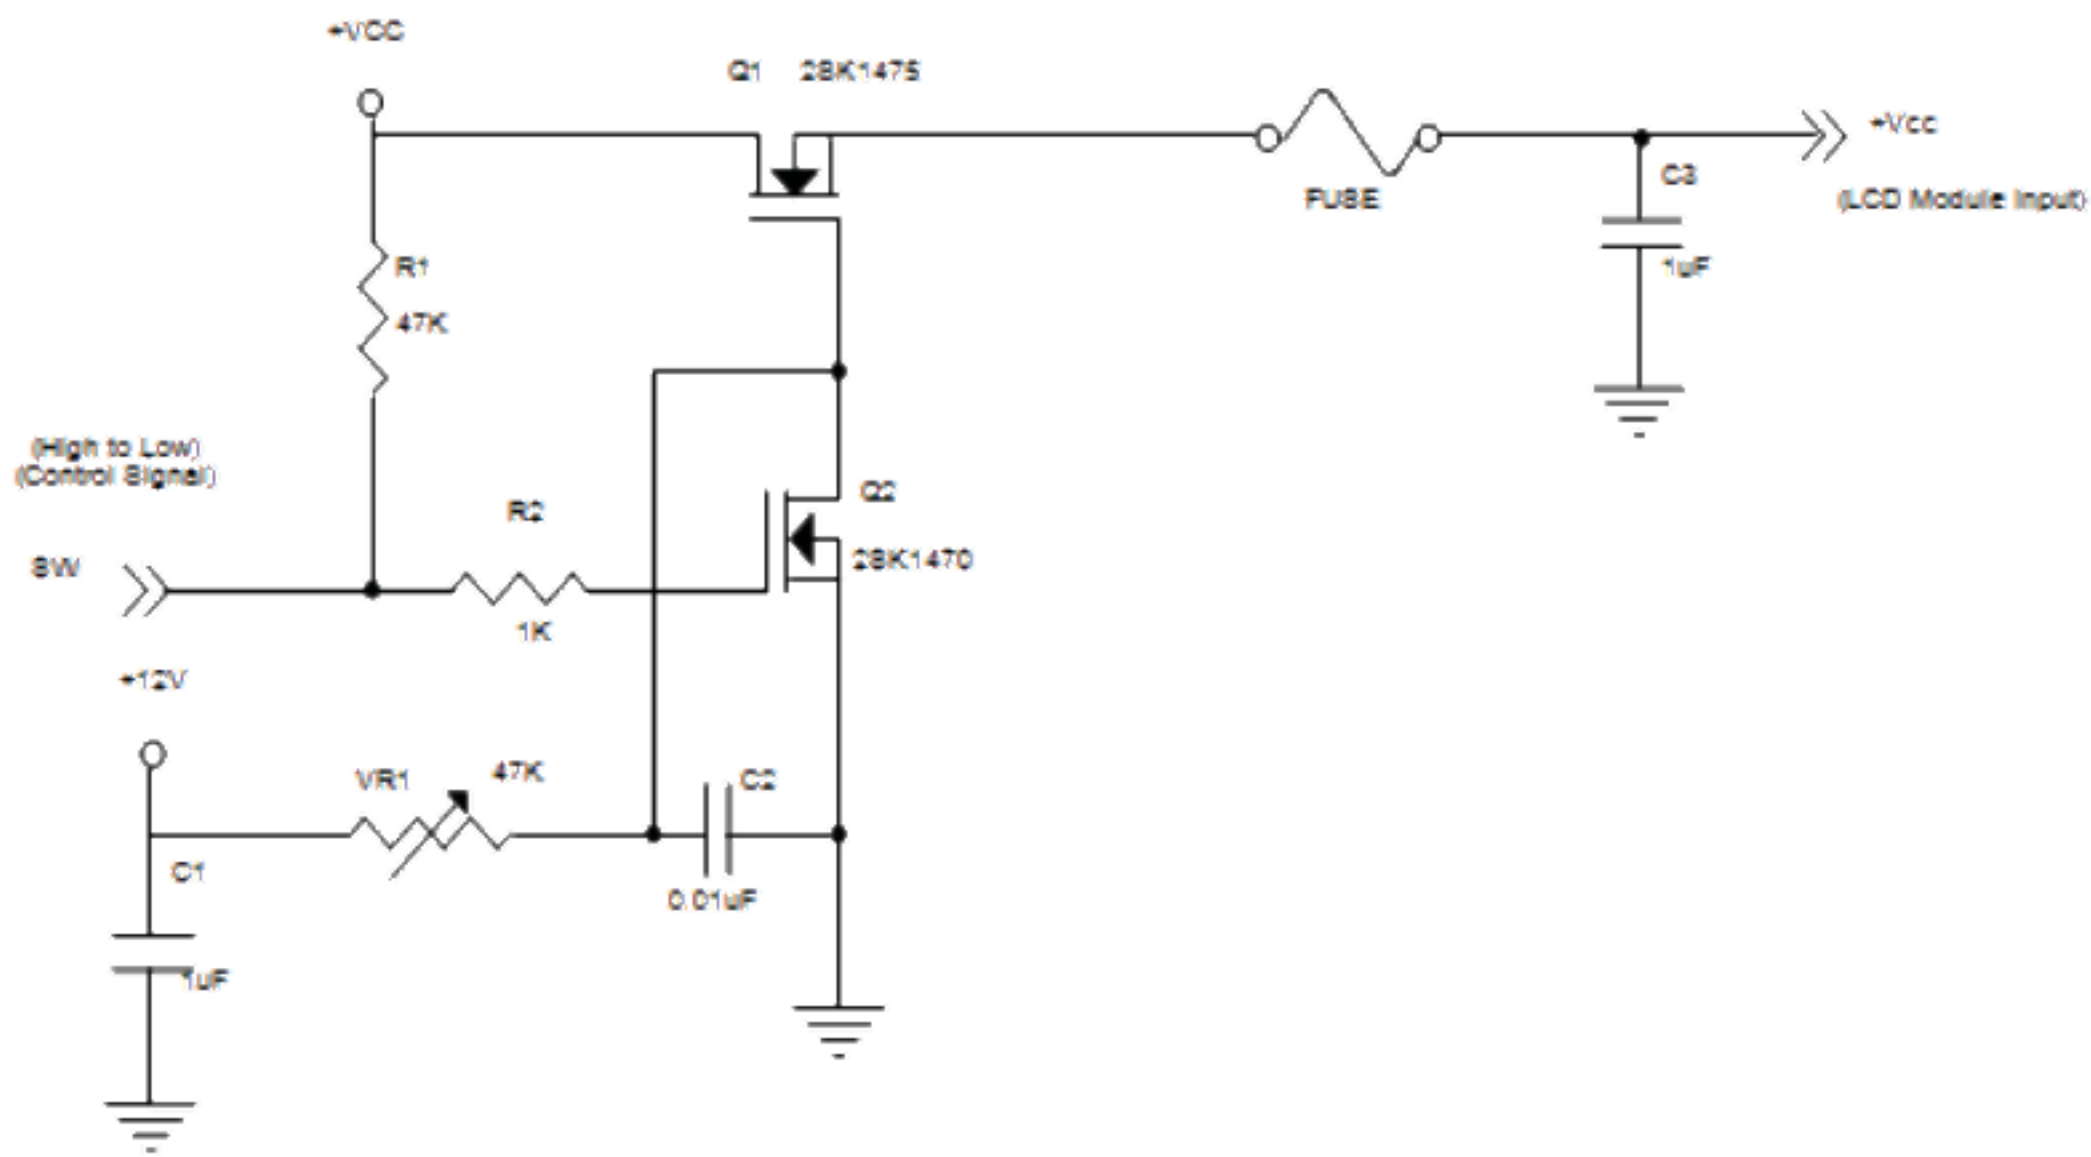 +VCC
Q1 2SK1475
+Vcc
(LCD Module Input)
FUSE
C3
1uF
R1
47K
(High to Low)
(Control Signal)
SW
R2
1K
Q2
2SK1470
+12V
VR1 47K
C2
0.01uF
C1
1uF